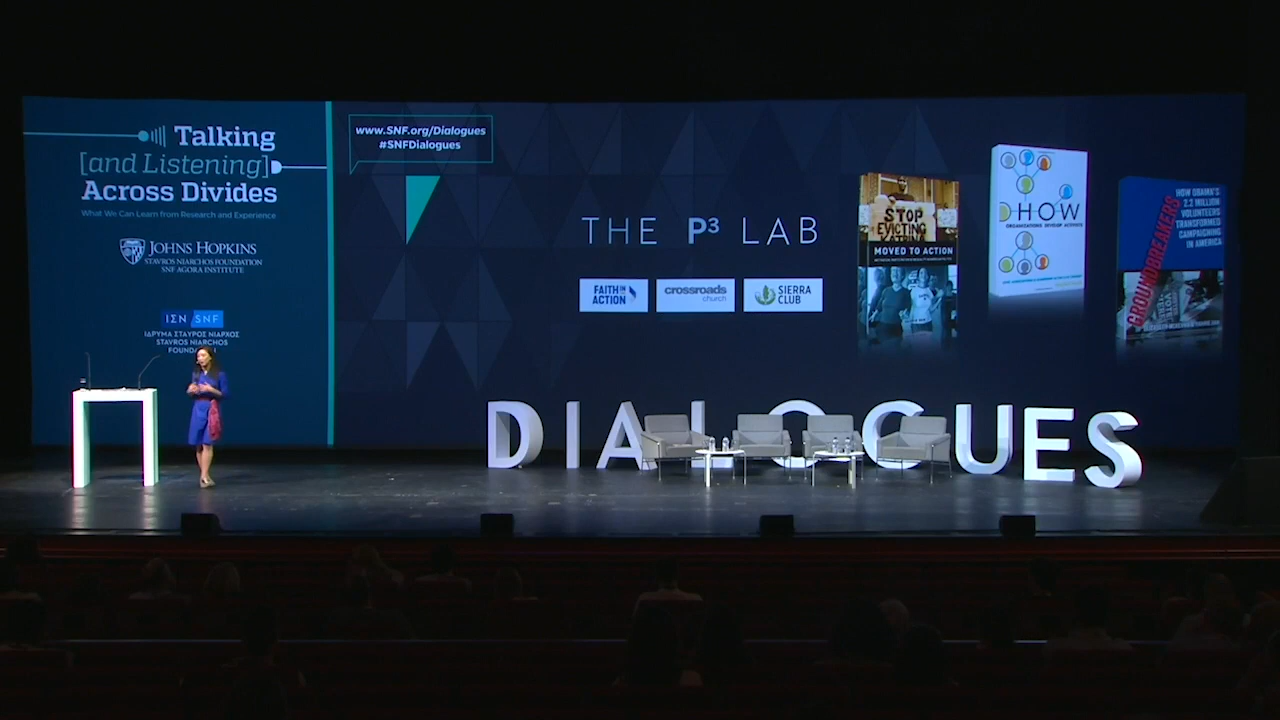 Talking
[and Listening]
Across Divides
What We Can Learn from Research and Experience
JOHNS HOPKINS
STAVROS NIARCHOS FOUNDATION
SNF AGORA INSTITUTE
ΙΣΝ/SNF
ΙΔΡΥΜΑ ΣΤΑΥΡΟΣ ΝΙΑΡΧΟΣ
STAVROS NIARCHOS
www.SNF.org/Dialogues
#SNFDialogues
THE P³ LAB
FAITH IN
ACTION
crossroads
church
SIERRA
CLUB
STOP
EVICTING
MOVED TO ACTION
HOW
ORGANIZATIONS DEVELOP ACTIVISTS
GROUNDBREAKERS
HOW OBAMA'S
2.2 MILLION
VOLUNTEERS
TRANSFORMED
CAMPAIGNING
IN AMERICA
DIALOGUES